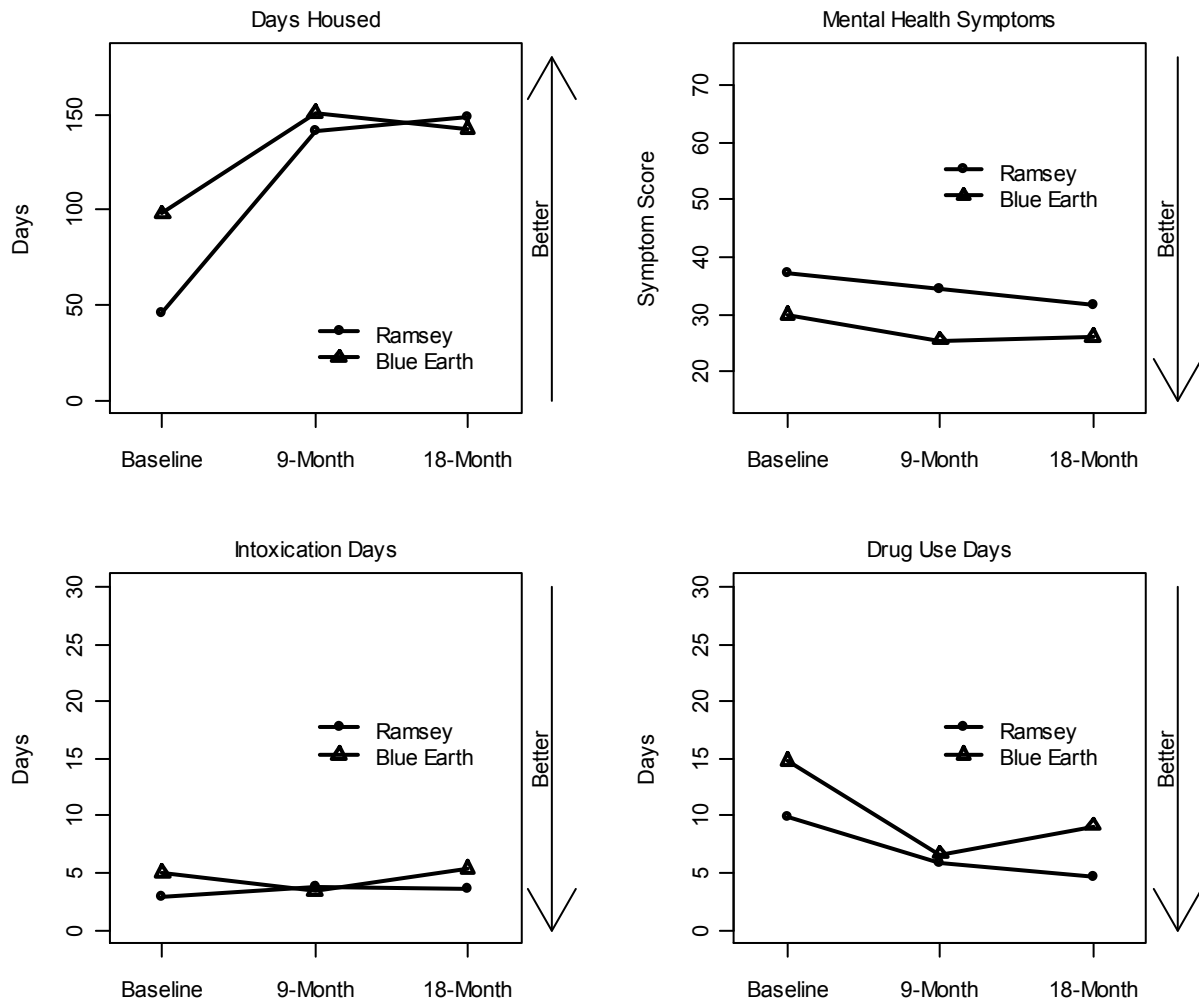 Days Housed
Days
150
100
50
0
Ramsey
Blue Earth
Better
Baseline 9-Month 18-Month
Mental Health Symptoms
Symptom Score
70
60
50
40
30
20
Ramsey
Blue Earth
Better
Baseline 9-Month 18-Month
Intoxication Days
Days
30
25
20
15
10
5
0
Ramsey
Blue Earth
Better
Baseline 9-Month 18-Month
Drug Use Days
Days
30
25
20
15
10
5
0
Ramsey
Blue Earth
Better
Baseline 9-Month 18-Month